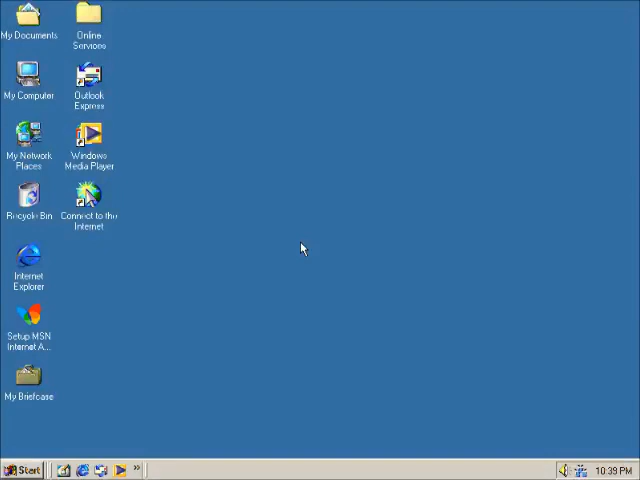 My Documents
Online
Services
My Computer
Outlook
Express
My Network
Places
Windows
Media Player
Recycle Bin
Connect to the
Internet
Internet
Explorer
Setup MSN
Internet A...
My Briefcase
Start
10:39 PM